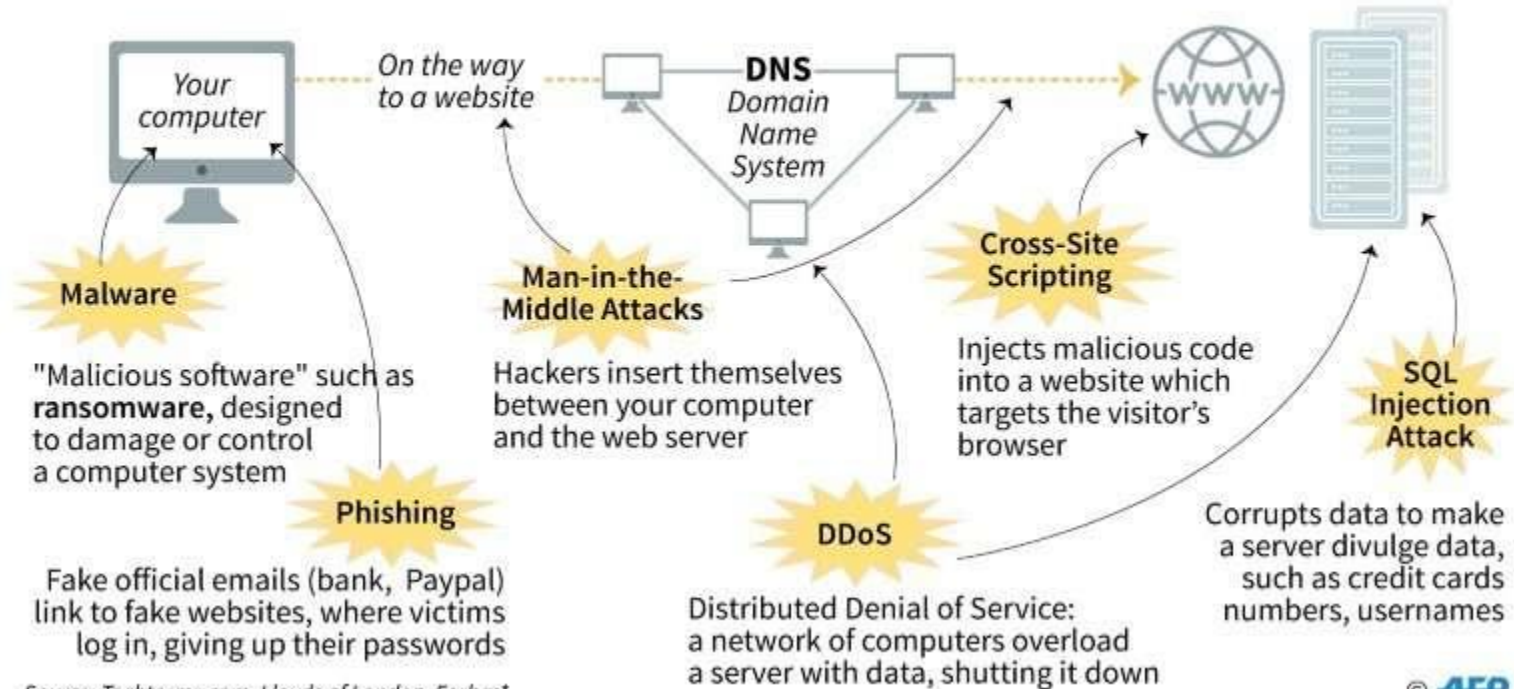 Your
computer
On the way
to a website
DNS
Domain
Name
System
WWW
Malware
"Malicious software" such as
ransomware, designed
to damage or control
a computer system
Phishing
Fake official emails (bank, Paypal)
link to fake websites, where victims
log in, giving up their passwords
Man-in-the-
Middle Attacks
Hackers insert themselves
between your computer
and the web server
DDoS
Distributed Denial of Service:
a network of computers overload
a server with data, shutting it down
Cross-Site
Scripting
Injects malicious code
into a website which
targets the visitor’s
browser
SQL
Injection
Attack
Corrupts data to make
a server divulge data,
such as credit cards
numbers, usernames
© AFP